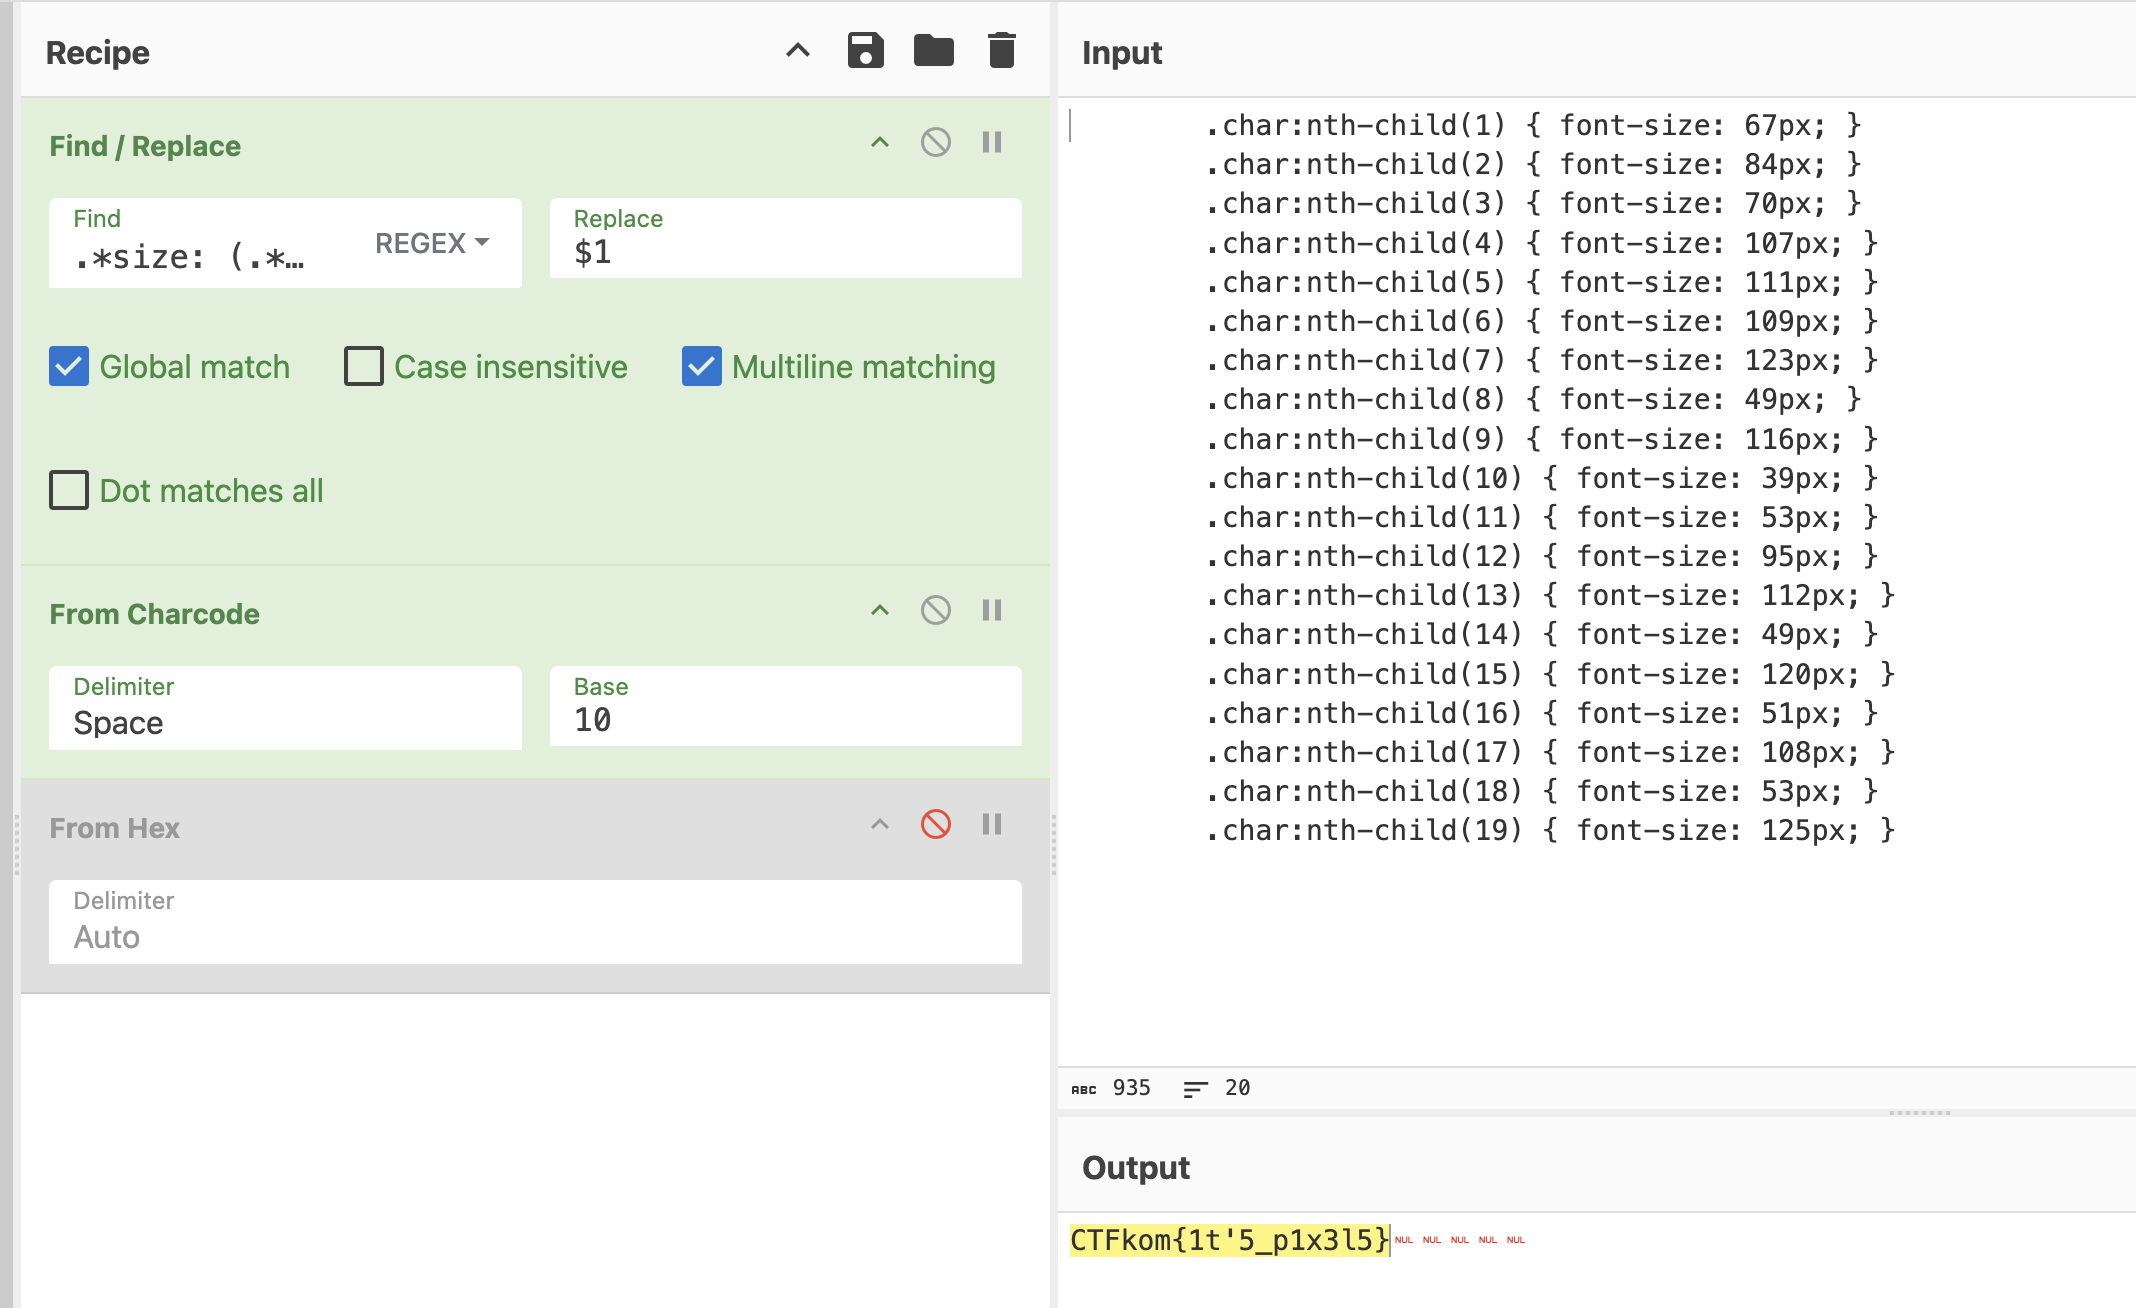 Recipe
Find / Replace
Find
.*size: (.*…
REGEX
Replace
$1
Global match
Case insensitive
Multiline matching
Dot matches all
From Charcode
Delimiter
Space
Base
10
From Hex
Delimiter
Auto
Input
.char:nth-child(1) { font-size: 67px; }
.char:nth-child(2) { font-size: 84px; }
.char:nth-child(3) { font-size: 70px; }
.char:nth-child(4) { font-size: 107px; }
.char:nth-child(5) { font-size: 111px; }
.char:nth-child(6) { font-size: 109px; }
.char:nth-child(7) { font-size: 123px; }
.char:nth-child(8) { font-size: 49px; }
.char:nth-child(9) { font-size: 116px; }
.char:nth-child(10) { font-size: 39px; }
.char:nth-child(11) { font-size: 53px; }
.char:nth-child(12) { font-size: 95px; }
.char:nth-child(13) { font-size: 112px; }
.char:nth-child(14) { font-size: 49px; }
.char:nth-child(15) { font-size: 120px; }
.char:nth-child(16) { font-size: 51px; }
.char:nth-child(17) { font-size: 108px; }
.char:nth-child(18) { font-size: 53px; }
.char:nth-child(19) { font-size: 125px; }
ABC 935 20
Output
CTFkom{1t'5_p1x3l5} NUL NUL NUL NUL NUL